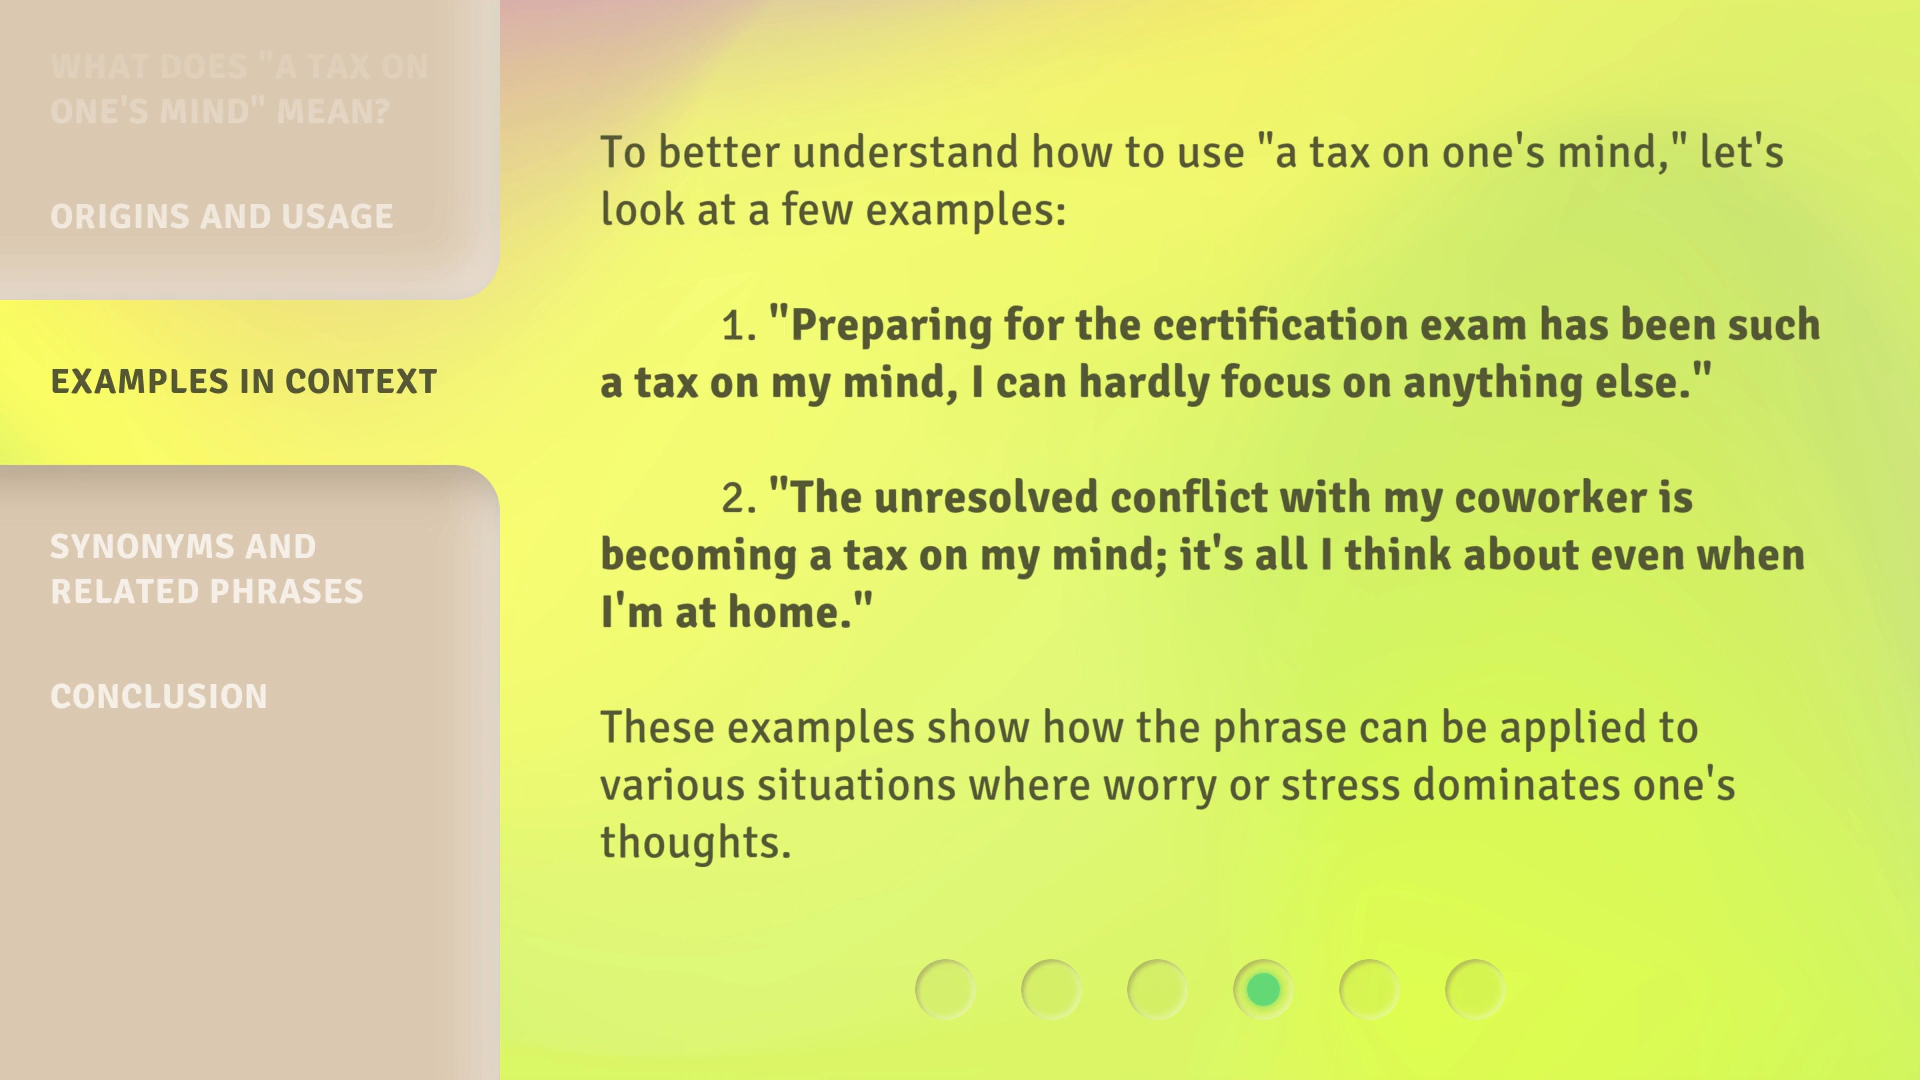 WHAT DOES "A TAX ON
ONE'S MIND" MEAN?
ORIGINS AND USAGE
EXAMPLES IN CONTEXT
SYNONYMS AND
RELATED PHRASES
CONCLUSION
To better understand how to use "a tax on one's mind," let's
look at a few examples:
1. "Preparing for the certification exam has been such
a tax on my mind, I can hardly focus on anything else."
2. "The unresolved conflict with my coworker is
becoming a tax on my mind; it's all I think about even when
I'm at home."
These examples show how the phrase can be applied to
various situations where worry or stress dominates one's
thoughts.